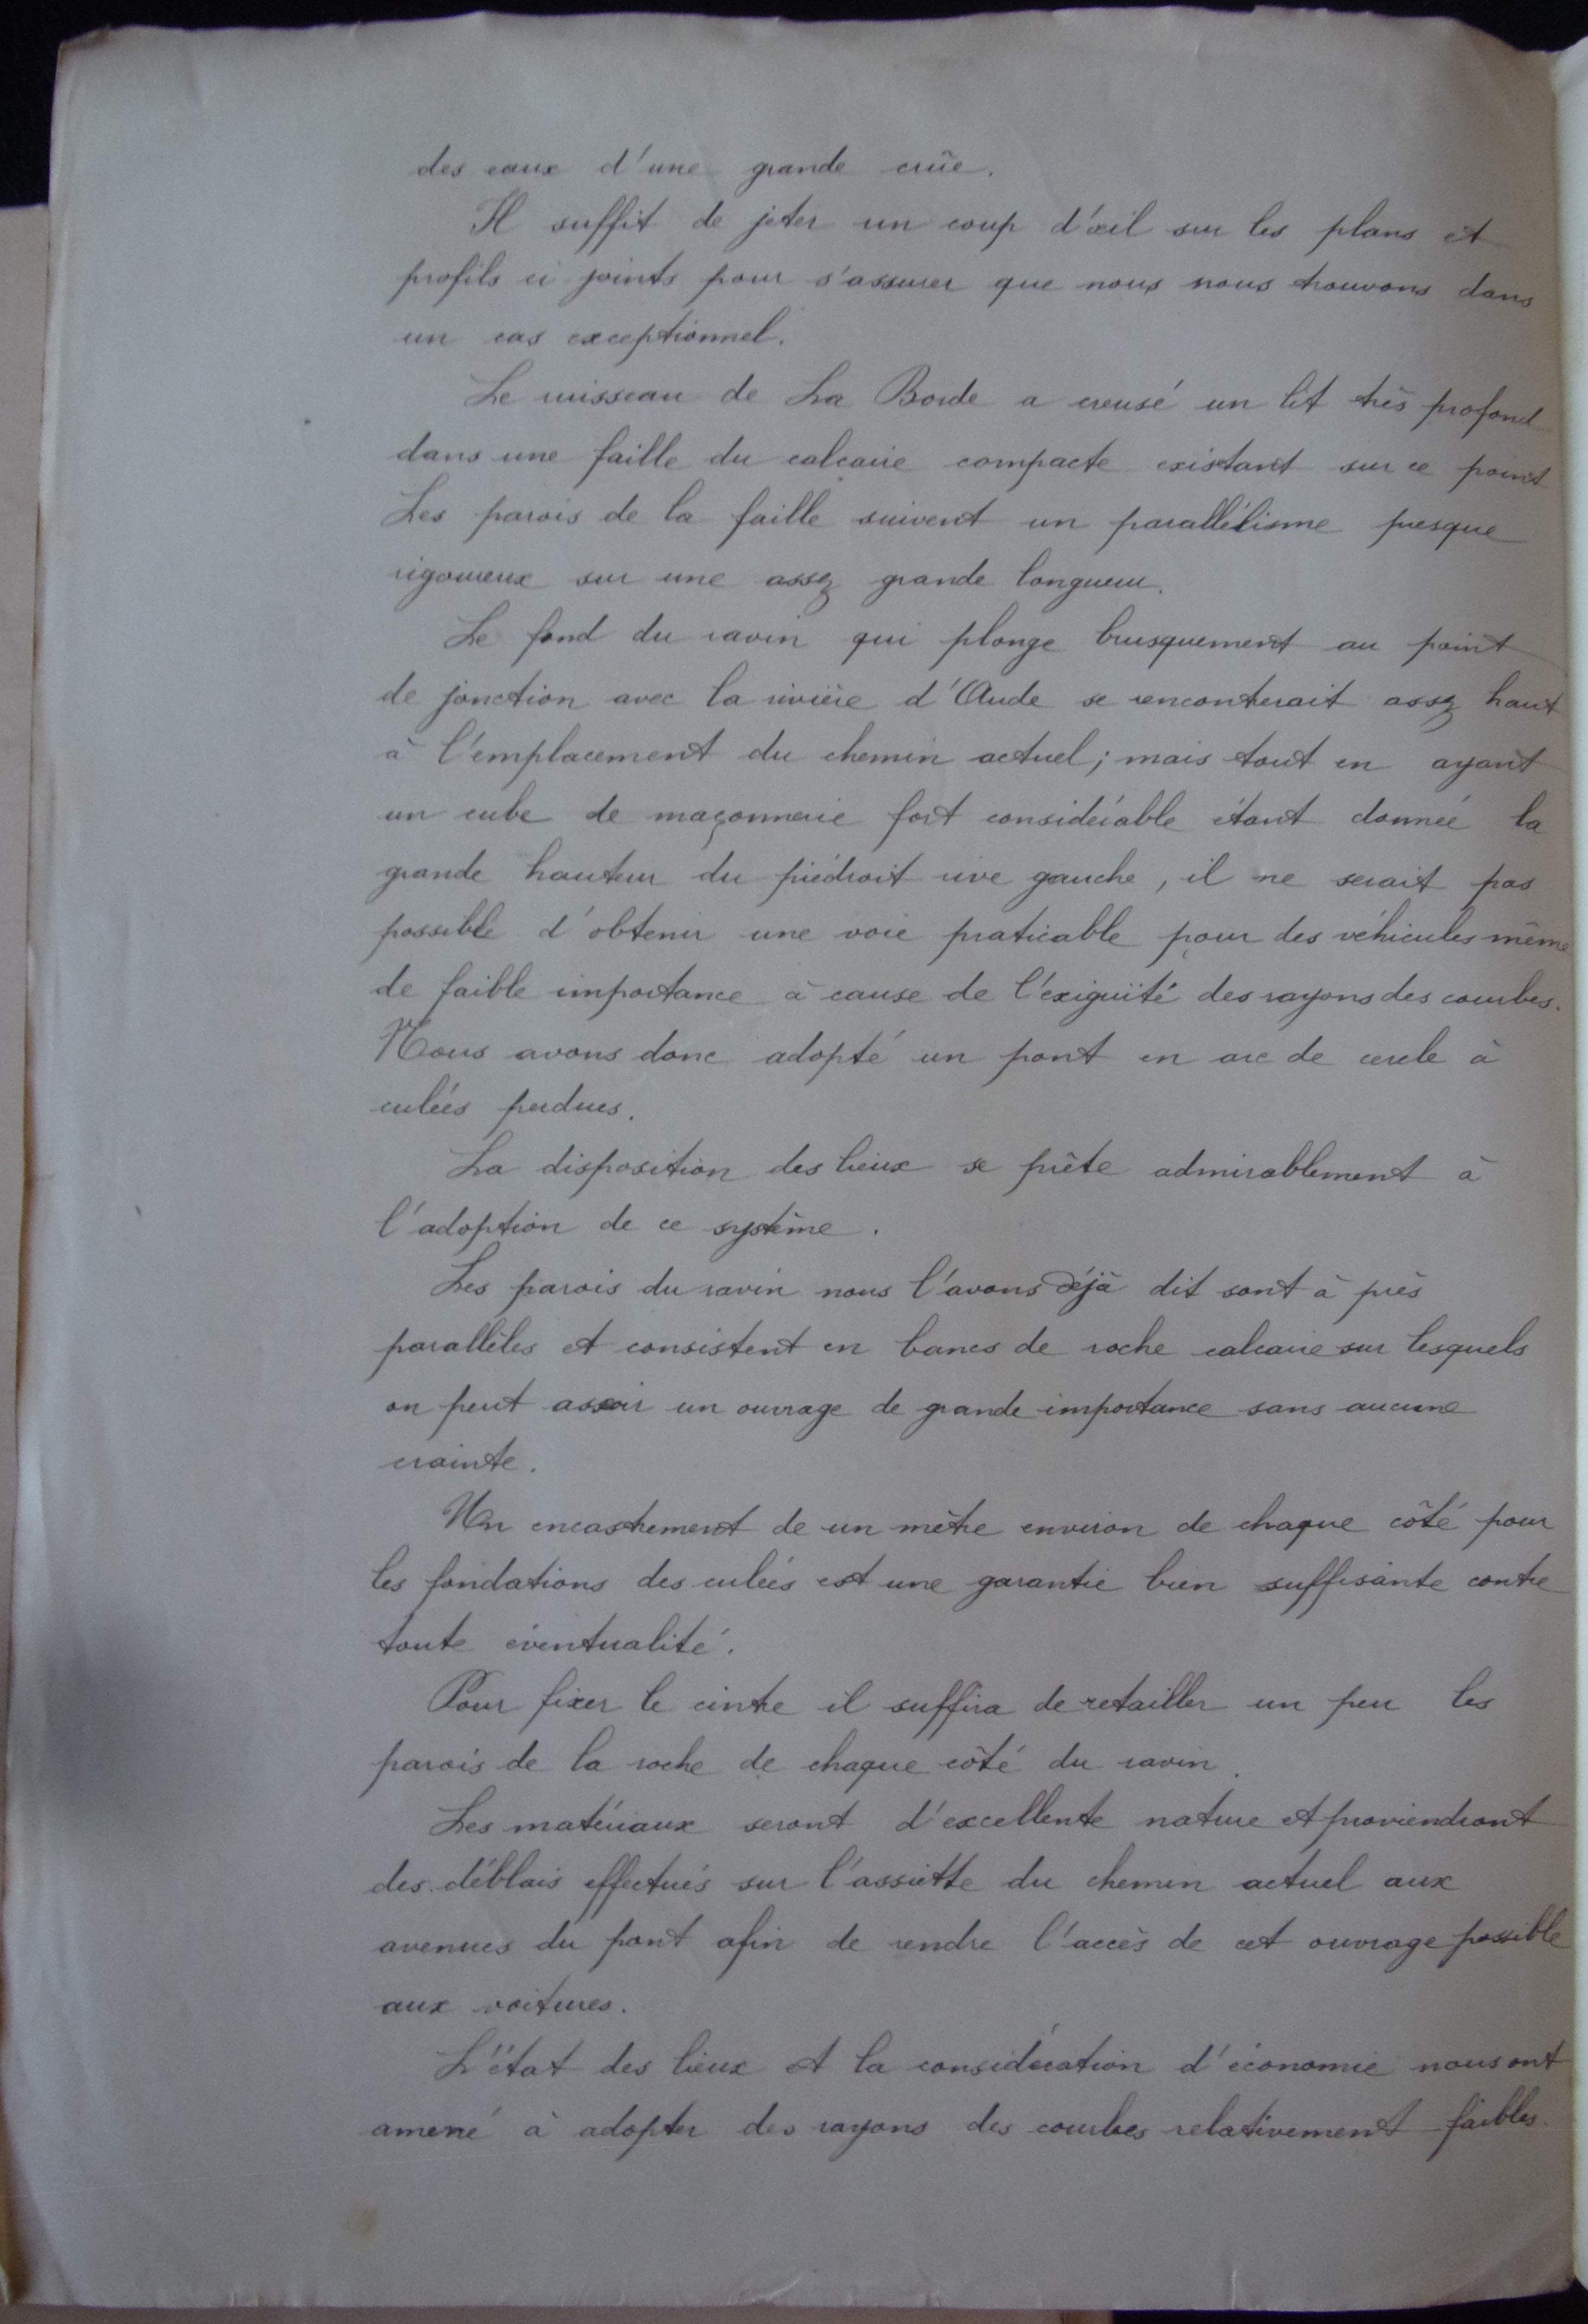 des eaux d'une grande crûe.
Il suffit de jeter un coup d'œil sur les plans et
profils ci joints pour s'assurer que nous nous trouvons dans
un cas exceptionnel.
Le ruisseau de La Borde a creusé un lit très profond
dans une faille du calcaire compacte existant sur ce point
Les parois de la faille suivent un parallélisme presque
rigoureux sur une assez grande longueur.
Le fond du ravin qui plonge brusquement au point
de jonction avec la rivière d'Aude se rencontrerait assez haut
à l'emplacement du chemin actuel; mais tout en ayant
un cube de maçonnerie fort considérable étant donnée la
grande hauteur du piédroit rive gauche, il ne serait pas
possible d'obtenir une voie praticable pour des véhicules même
de faible importance à cause de l'exiguïté des rayons des courbes.
Nous avons donc adopté un pont en arc de cercle à
culées perdues.
La disposition des lieux se prête admirablement à
l'adoption de ce système.
Les parois du ravin nous l'avons déjà dit sont à près
parallèles et consistent en bancs de roche calcaire sur lesquels
on peut assoir un ouvrage de grande importance sans aucune
crainte.
Un encastrement de un mètre environ de chaque côté pour
les fondations des culées est une garantie bien suffisante contre
toute éventualité.
Pour fixer le cintre il suffira de retailler un peu les
parois de la roche de chaque côté du ravin.
Les matériaux seront d'excellente nature et proviendront
des déblais effectués sur l'assiette du chemin actuel aux
avenues du pont afin de rendre l'accès de cet ouvrage possible
aux voitures.
L'état des lieux et la considération d'économie nous ont
amené à adopter des rayons des courbes relativement faibles.